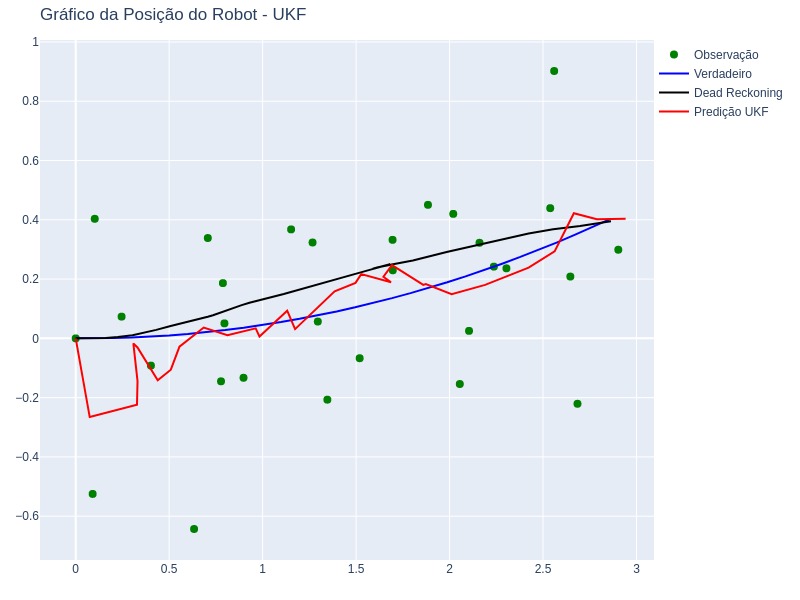 Gráfico da Posição do Robot - UKF
1
0.8
0.6
0.4
0.2
0
−0.2
−0.4
−0.6
0 0.5 1 1.5 2 2.5 3
Observação
Verdadeiro
Dead Reckoning
Predição UKF